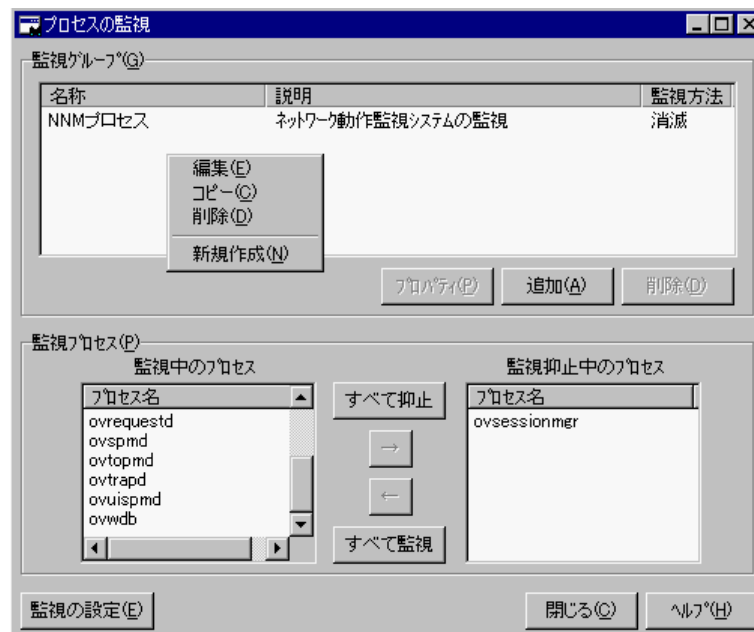 プロセスの監視
監視ｸﾞﾙｰﾌﾟ(G)
名称 説明 監視方法
NNMプロセス ﾈｯﾄﾜｰｸ動作監視ｼｽﾃﾑの監視 消滅
編集(E)
コピー(C)
削除(D)
新規作成(N)
ﾌﾟﾛﾊﾟﾃｨ(P) 追加(A) 削除(D)
監視ﾌﾟﾛｾｽ(P)
監視中のﾌﾟﾛｾｽ 監視抑止中のﾌﾟﾛｾｽ
ﾌﾟﾛｾｽ名 すべて抑止 ﾌﾟﾛｾｽ名
ovrequestd ovsessionmgr
ovspmd →
ovtopmd
ovtrapd
ovuispmd ←
ovwdb
すべて監視
監視の設定(E) 閉じる(C) ﾍﾙﾌﾟ(H)